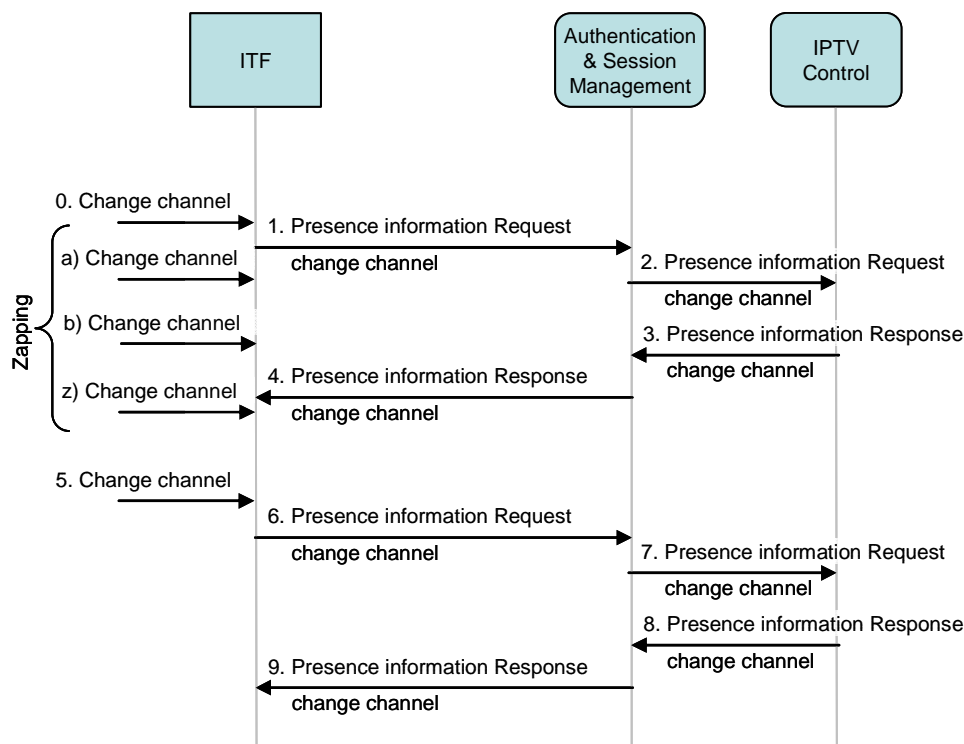 ITF
Authentication
& Session
Management
IPTV
Control
0. Change channel
1. Presence information Request
change channel
a) Change channel
2. Presence information Request
change channel
Zapping
b) Change channel
3. Presence information Response
change channel
4. Presence information Response
change channel
z) Change channel
5. Change channel
6. Presence information Request
change channel
7. Presence information Request
change channel
8. Presence information Response
change channel
9. Presence information Response
change channel